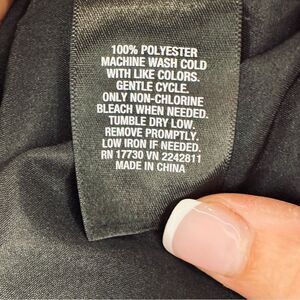 100% POLYESTER
MACHINE WASH COLD
WITH LIKE COLORS.
GENTLE CYCLE.
ONLY NON-CHLORINE
BLEACH WHEN NEEDED.
TUMBLE DRY LOW.
REMOVE PROMPTLY.
LOW IRON IF NEEDED.
RN 17730 VN 2242811
MADE IN CHINA